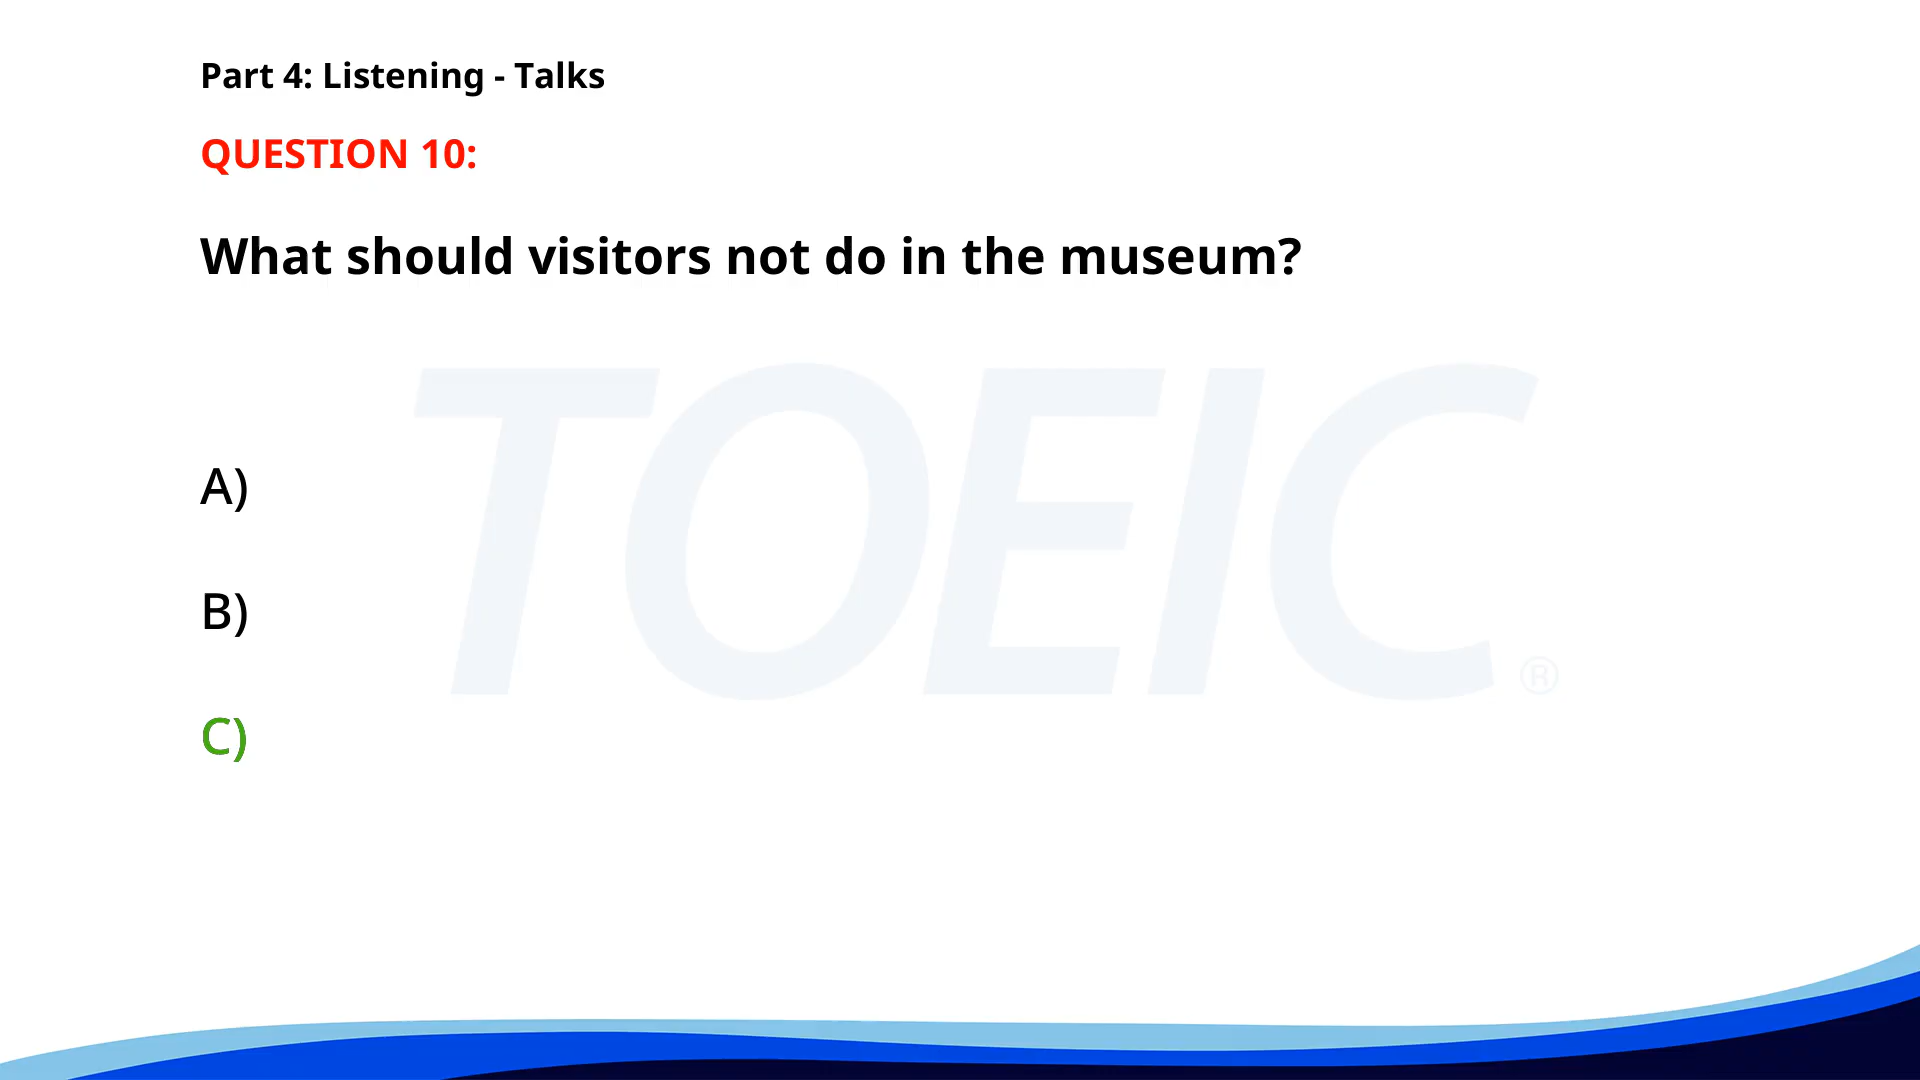 Part 4: Listening - Talks
QUESTION 10:
What should visitors not do in the museum?
TOEIC
®
A)
B)
C)